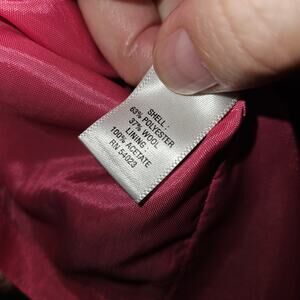 SHELL :
63% POLYESTER
37% WOOL
LINING :
100% ACETATE
RN 54023